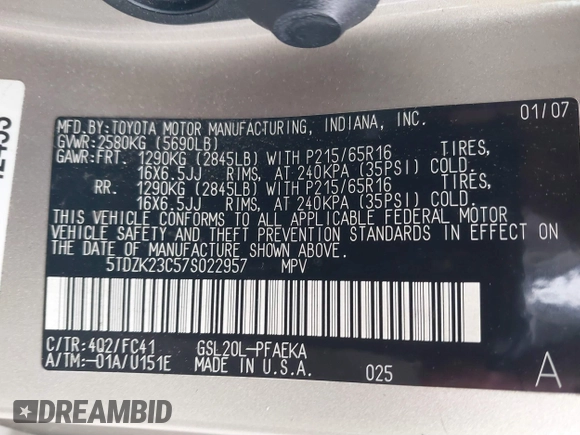 MFD.BY:TOYOTA MOTOR MANUFACTURING, INDIANA, INC. 01/07
GVWR:2580KG (5690LB)
GAWR:FRT. 1290KG (2845LB) WITH P215/65R16 TIRES,
16X6.5JJ RIMS, AT 240KPA (35PSI) COLD.
RR. 1290KG (2845LB) WITH P215/65R16 TIRES,
16X6.5JJ RIMS, AT 240KPA (35PSI) COLD.
THIS VEHICLE CONFORMS TO ALL APPLICABLE FEDERAL MOTOR
VEHICLE SAFETY AND THEFT PREVENTION STANDARDS IN EFFECT ON
THE DATE OF MANUFACTURE SHOWN ABOVE.
5TDZK23C57S022957 MPV
C/TR:4Q2/FC41 GSL20L-PFAEKA
A/TM:-01A/U151E MADE IN U.S.A. 025 A
DREAMBID